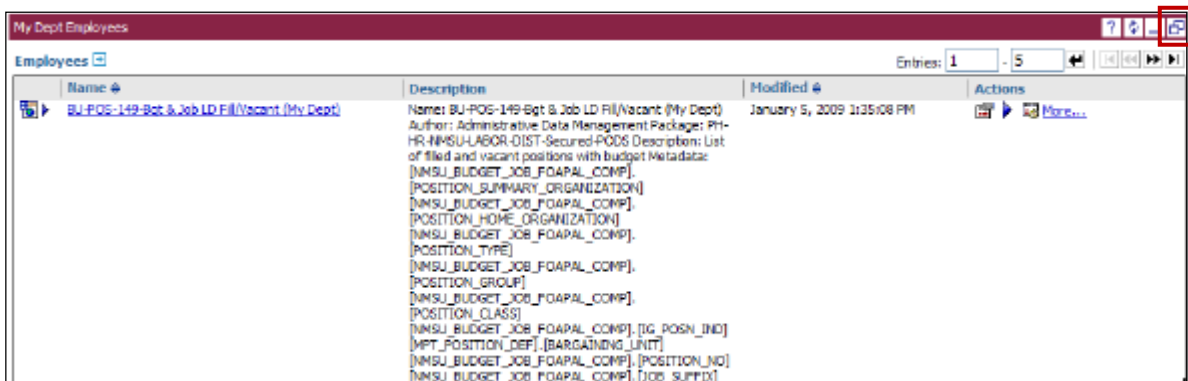 My Dept Employees ?
Employees Entries: 1 - 5
Name Description Modified Actions
BU-POS-149-Bgt & Job LD Fill/Vacant (My Dept) Name: BU-POS-149-Bgt & Job LD Fill/Vacant (My Dept) January 5, 2009 1:35:08 PM More...
Author: Administrative Data Management Package: PH-
HR-NMSU-LABOR-DIST-Secured-PODS Description: List
of filled and vacant positions with budget Metadata:
[NMSU_BUDGET_JOB_FOAPAL_COMP].
[POSITION_SUMMARY_ORGANIZATION]
[NMSU_BUDGET_JOB_FOAPAL_COMP].
[POSITION_HOME_ORGANIZATION]
[NMSU_BUDGET_JOB_FOAPAL_COMP].
[POSITION_TYPE]
[NMSU_BUDGET_JOB_FOAPAL_COMP].
[POSITION_GROUP]
[NMSU_BUDGET_JOB_FOAPAL_COMP].
[POSITION_CLASS]
[NMSU_BUDGET_JOB_FOAPAL_COMP].[IG_POSN_IND]
[MPT_POSITION_DEF].[BARGAINING_UNIT]
[NMSU_BUDGET_JOB_FOAPAL_COMP].[POSITION_NO]
[NMSU_BUDGET_JOB_FOAPAL_COMP].[JOB_SUFFIX]